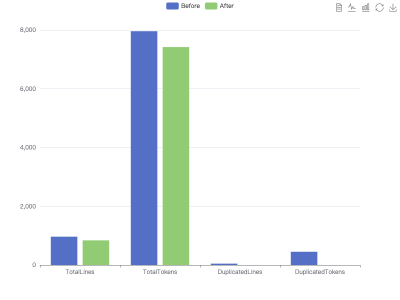 Before After
8,000
6,000
4,000
2,000
0
TotalLines TotalTokens DuplicatedLines DuplicatedTokens